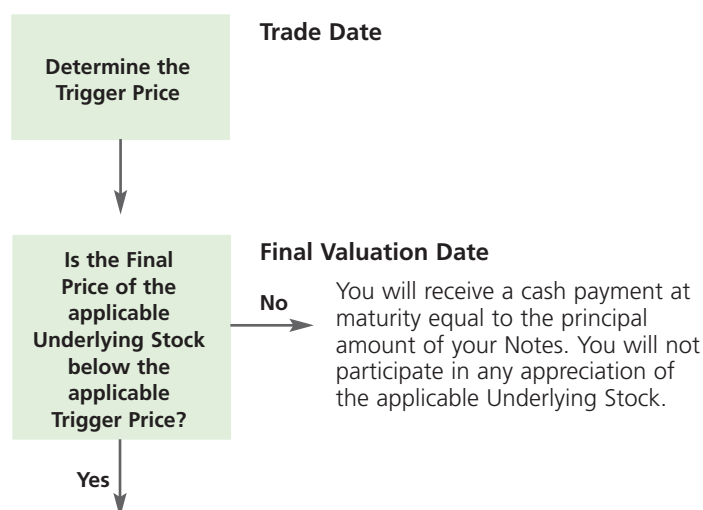 Trade Date
Determine the
Trigger Price
Final Valuation Date
Is the Final
Price of the
applicable
Underlying Stock
below the
applicable
Trigger Price?
No
You will receive a cash payment at
maturity equal to the principal
amount of your Notes. You will not
participate in any appreciation of
the applicable Underlying Stock.
Yes